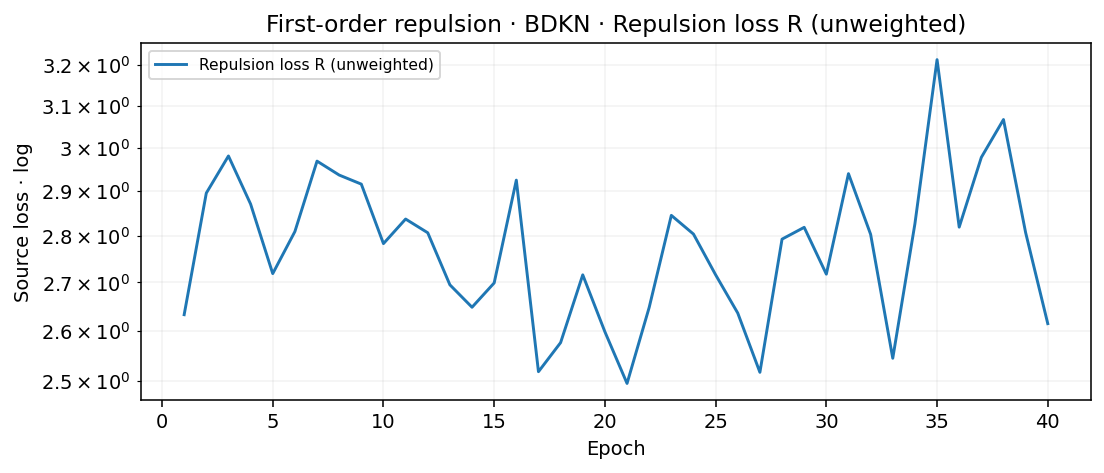 First-order repulsion · BDKN · Repulsion loss R (unweighted)
Repulsion loss R (unweighted)
Source loss · log
3.2 × 10⁰
3.1 × 10⁰
3 × 10⁰
2.9 × 10⁰
2.8 × 10⁰
2.7 × 10⁰
2.6 × 10⁰
2.5 × 10⁰
0 5 10 15 20 25 30 35 40
Epoch